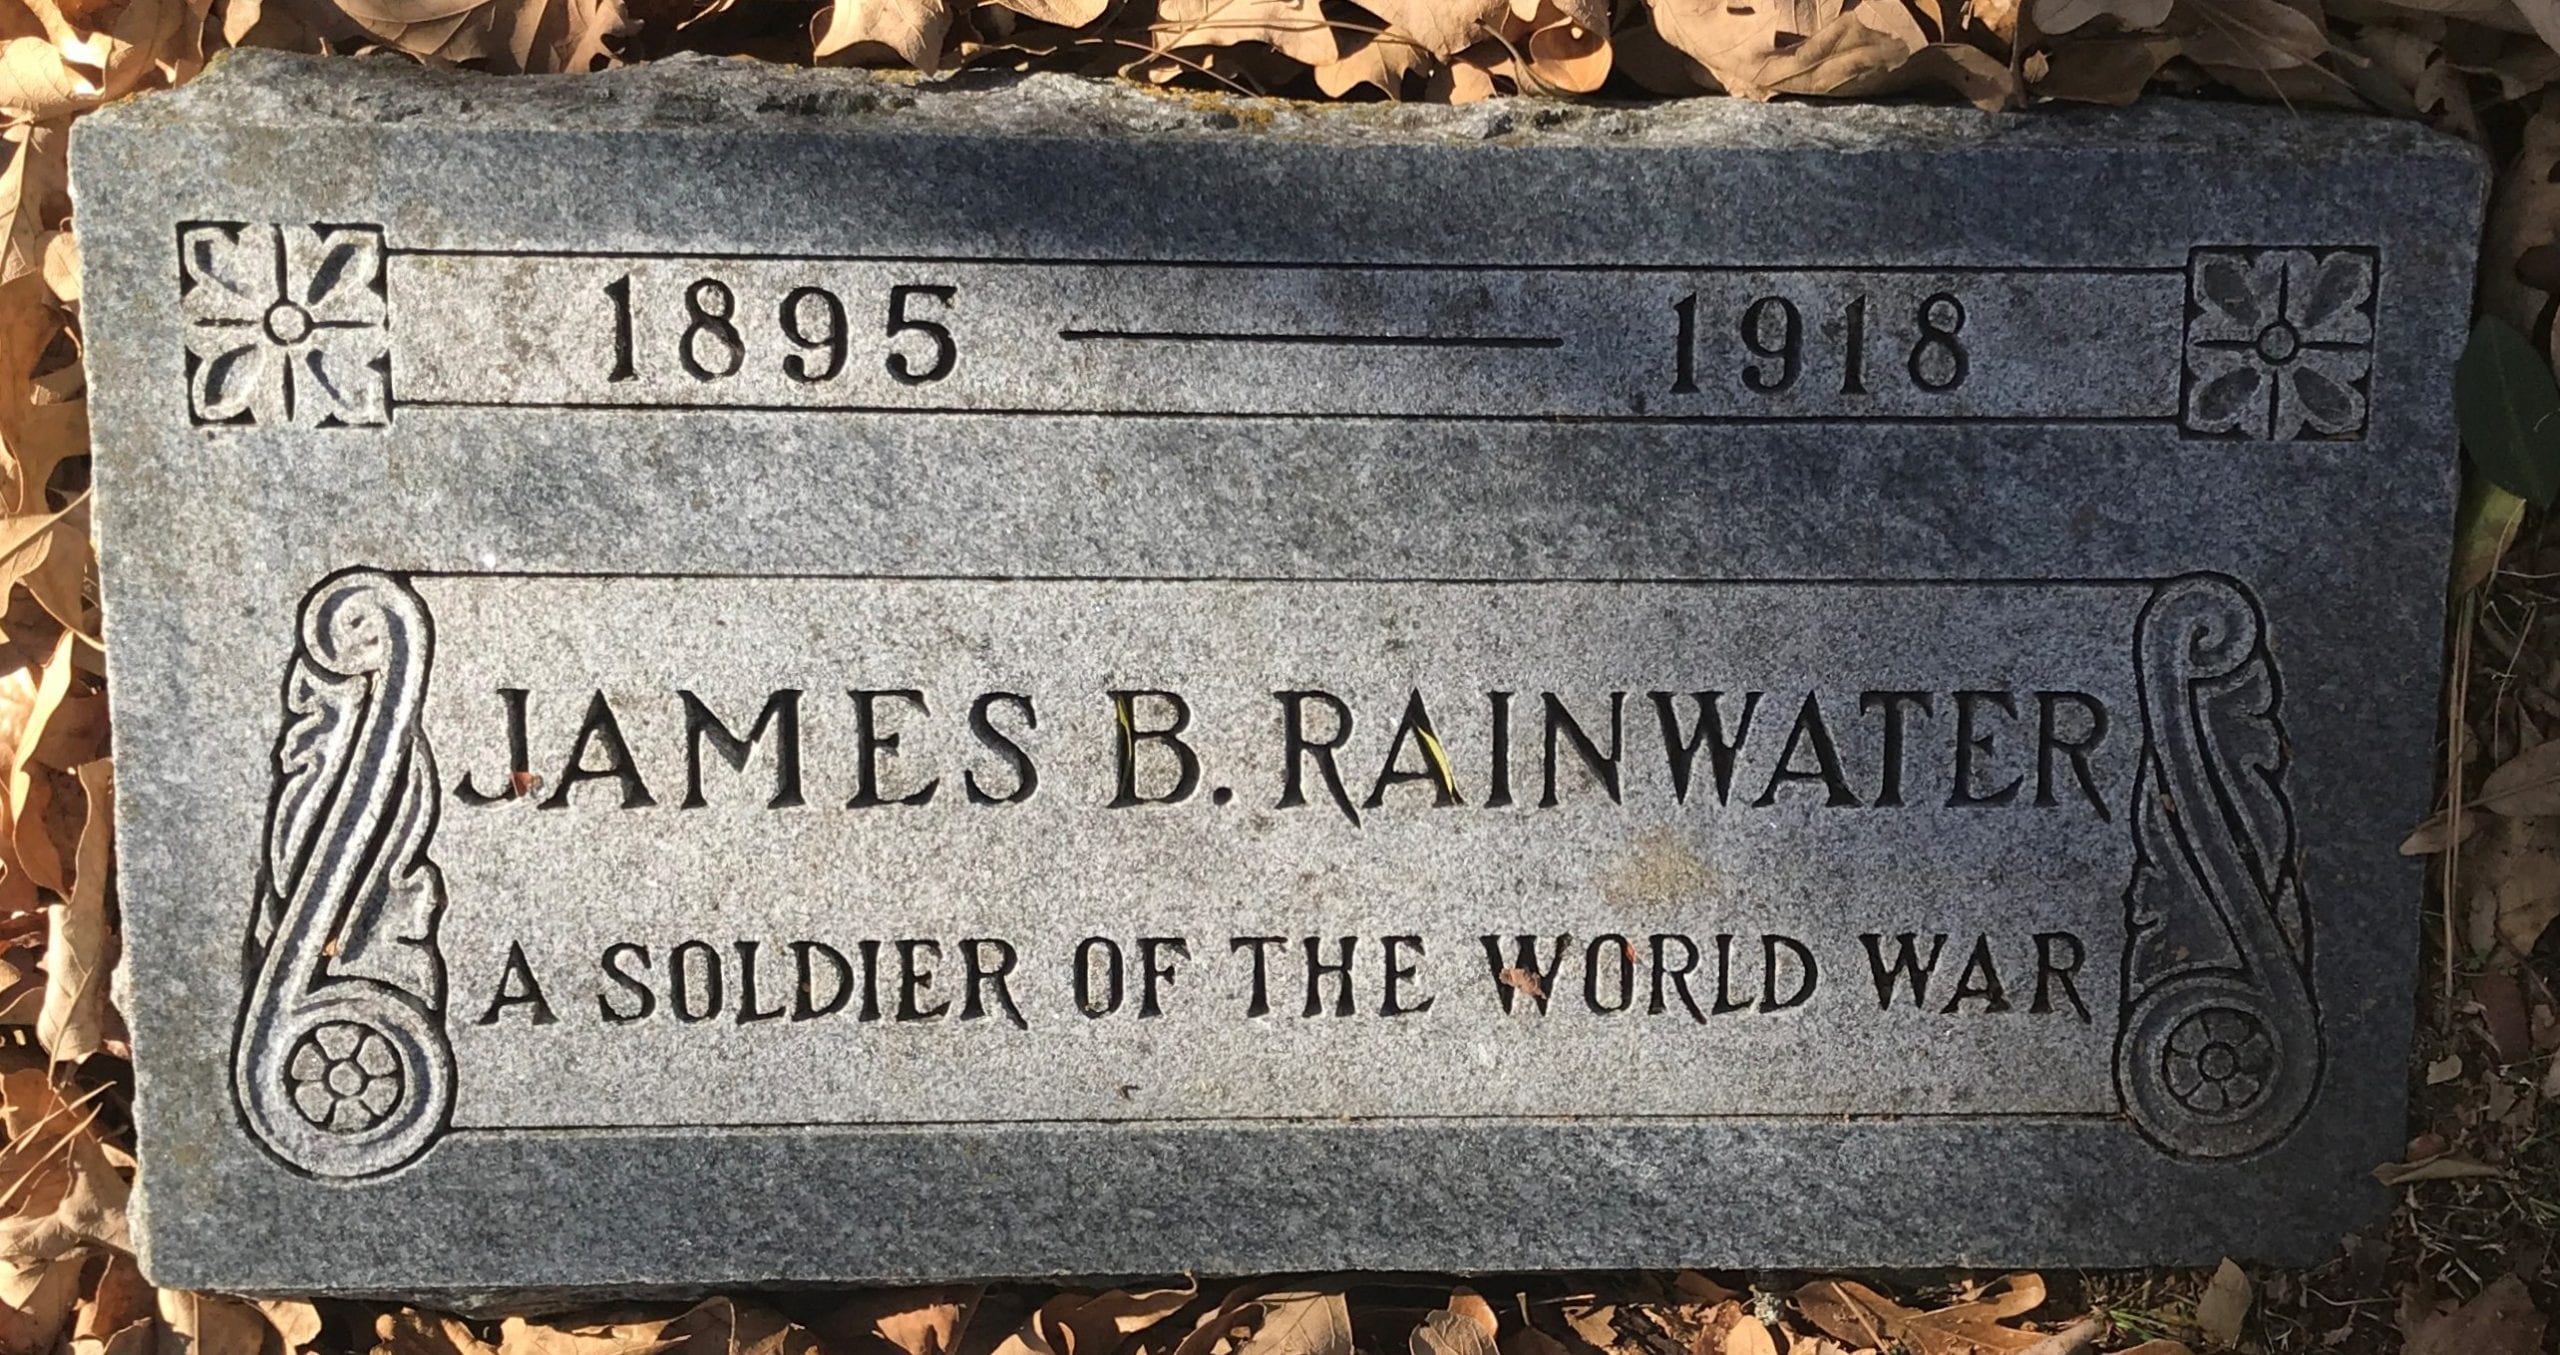 1895 — 1918
JAMES B. RAINWATER
A SOLDIER OF THE WORLD WAR